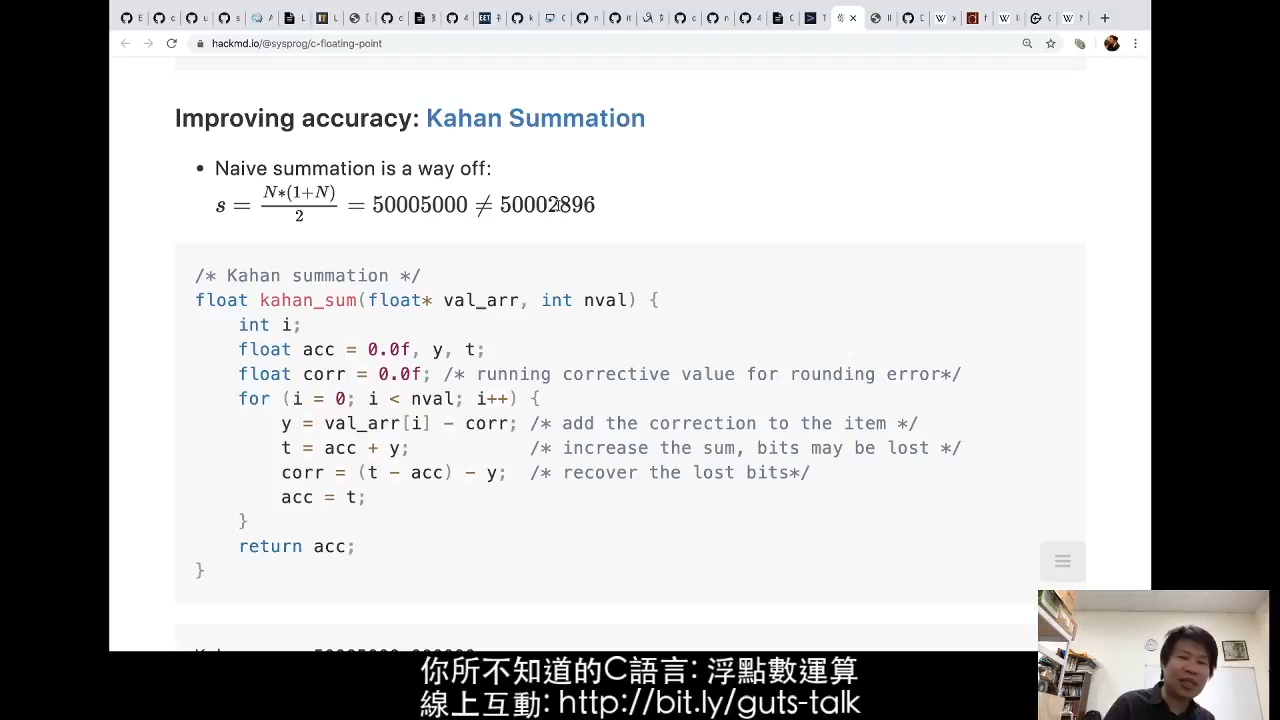 hackmd.io/@sysprog/c-floating-point
Improving accuracy: Kahan Summation
• Naive summation is a way off:
s = N*(1+N)/2 = 50005000 ≠ 50002896
/* Kahan summation */
float kahan_sum(float* val_arr, int nval) {
int i;
float acc = 0.0f, y, t;
float corr = 0.0f; /* running corrective value for rounding error*/
for (i = 0; i < nval; i++) {
y = val_arr[i] - corr; /* add the correction to the item */
t = acc + y; /* increase the sum, bits may be lost */
corr = (t - acc) - y; /* recover the lost bits*/
acc = t;
}
return acc;
}
你所不知道的C語言: 浮點數運算
線上互動: http://bit.ly/guts-talk